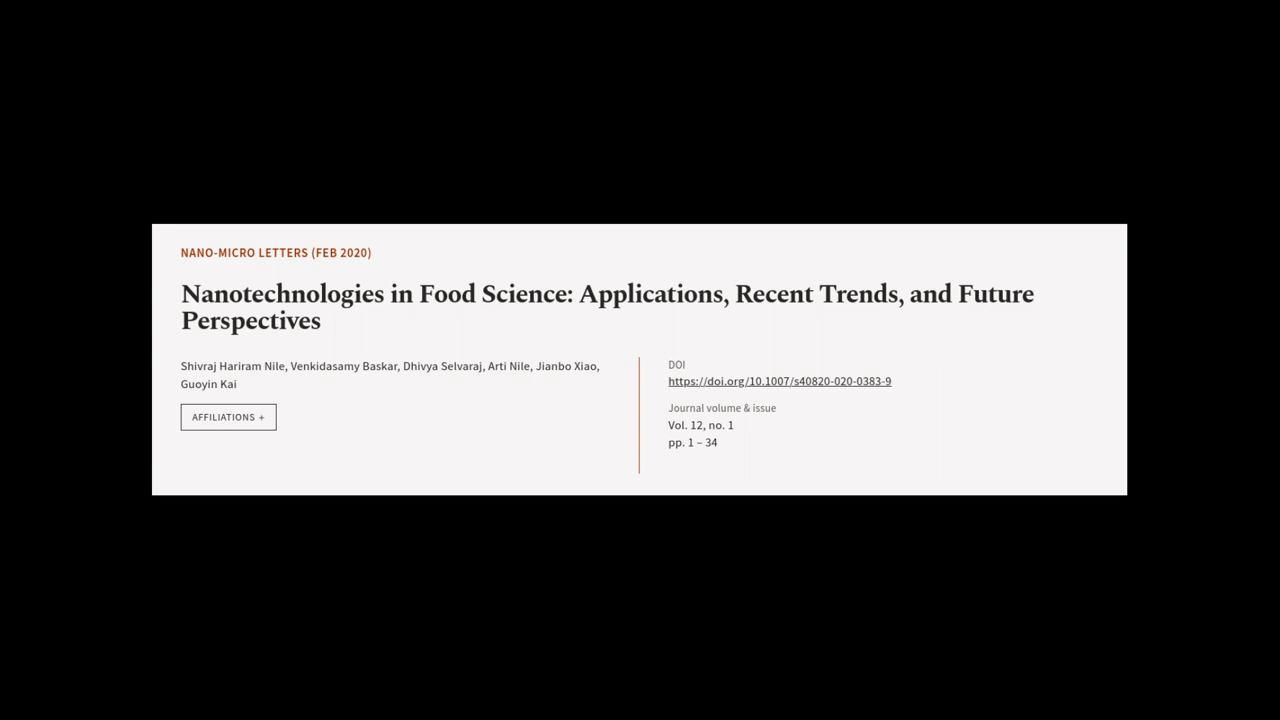 NANO-MICRO LETTERS (FEB 2020)
Nanotechnologies in Food Science: Applications, Recent Trends, and Future
Perspectives
Shivraj Hariram Nile, Venkidasamy Baskar, Dhivya Selvaraj, Arti Nile, Jianbo Xiao,
Guoyin Kai
AFFILIATIONS +
DOI
https://doi.org/10.1007/s40820-020-0383-9
Journal volume & issue
Vol. 12, no. 1
pp. 1 – 34